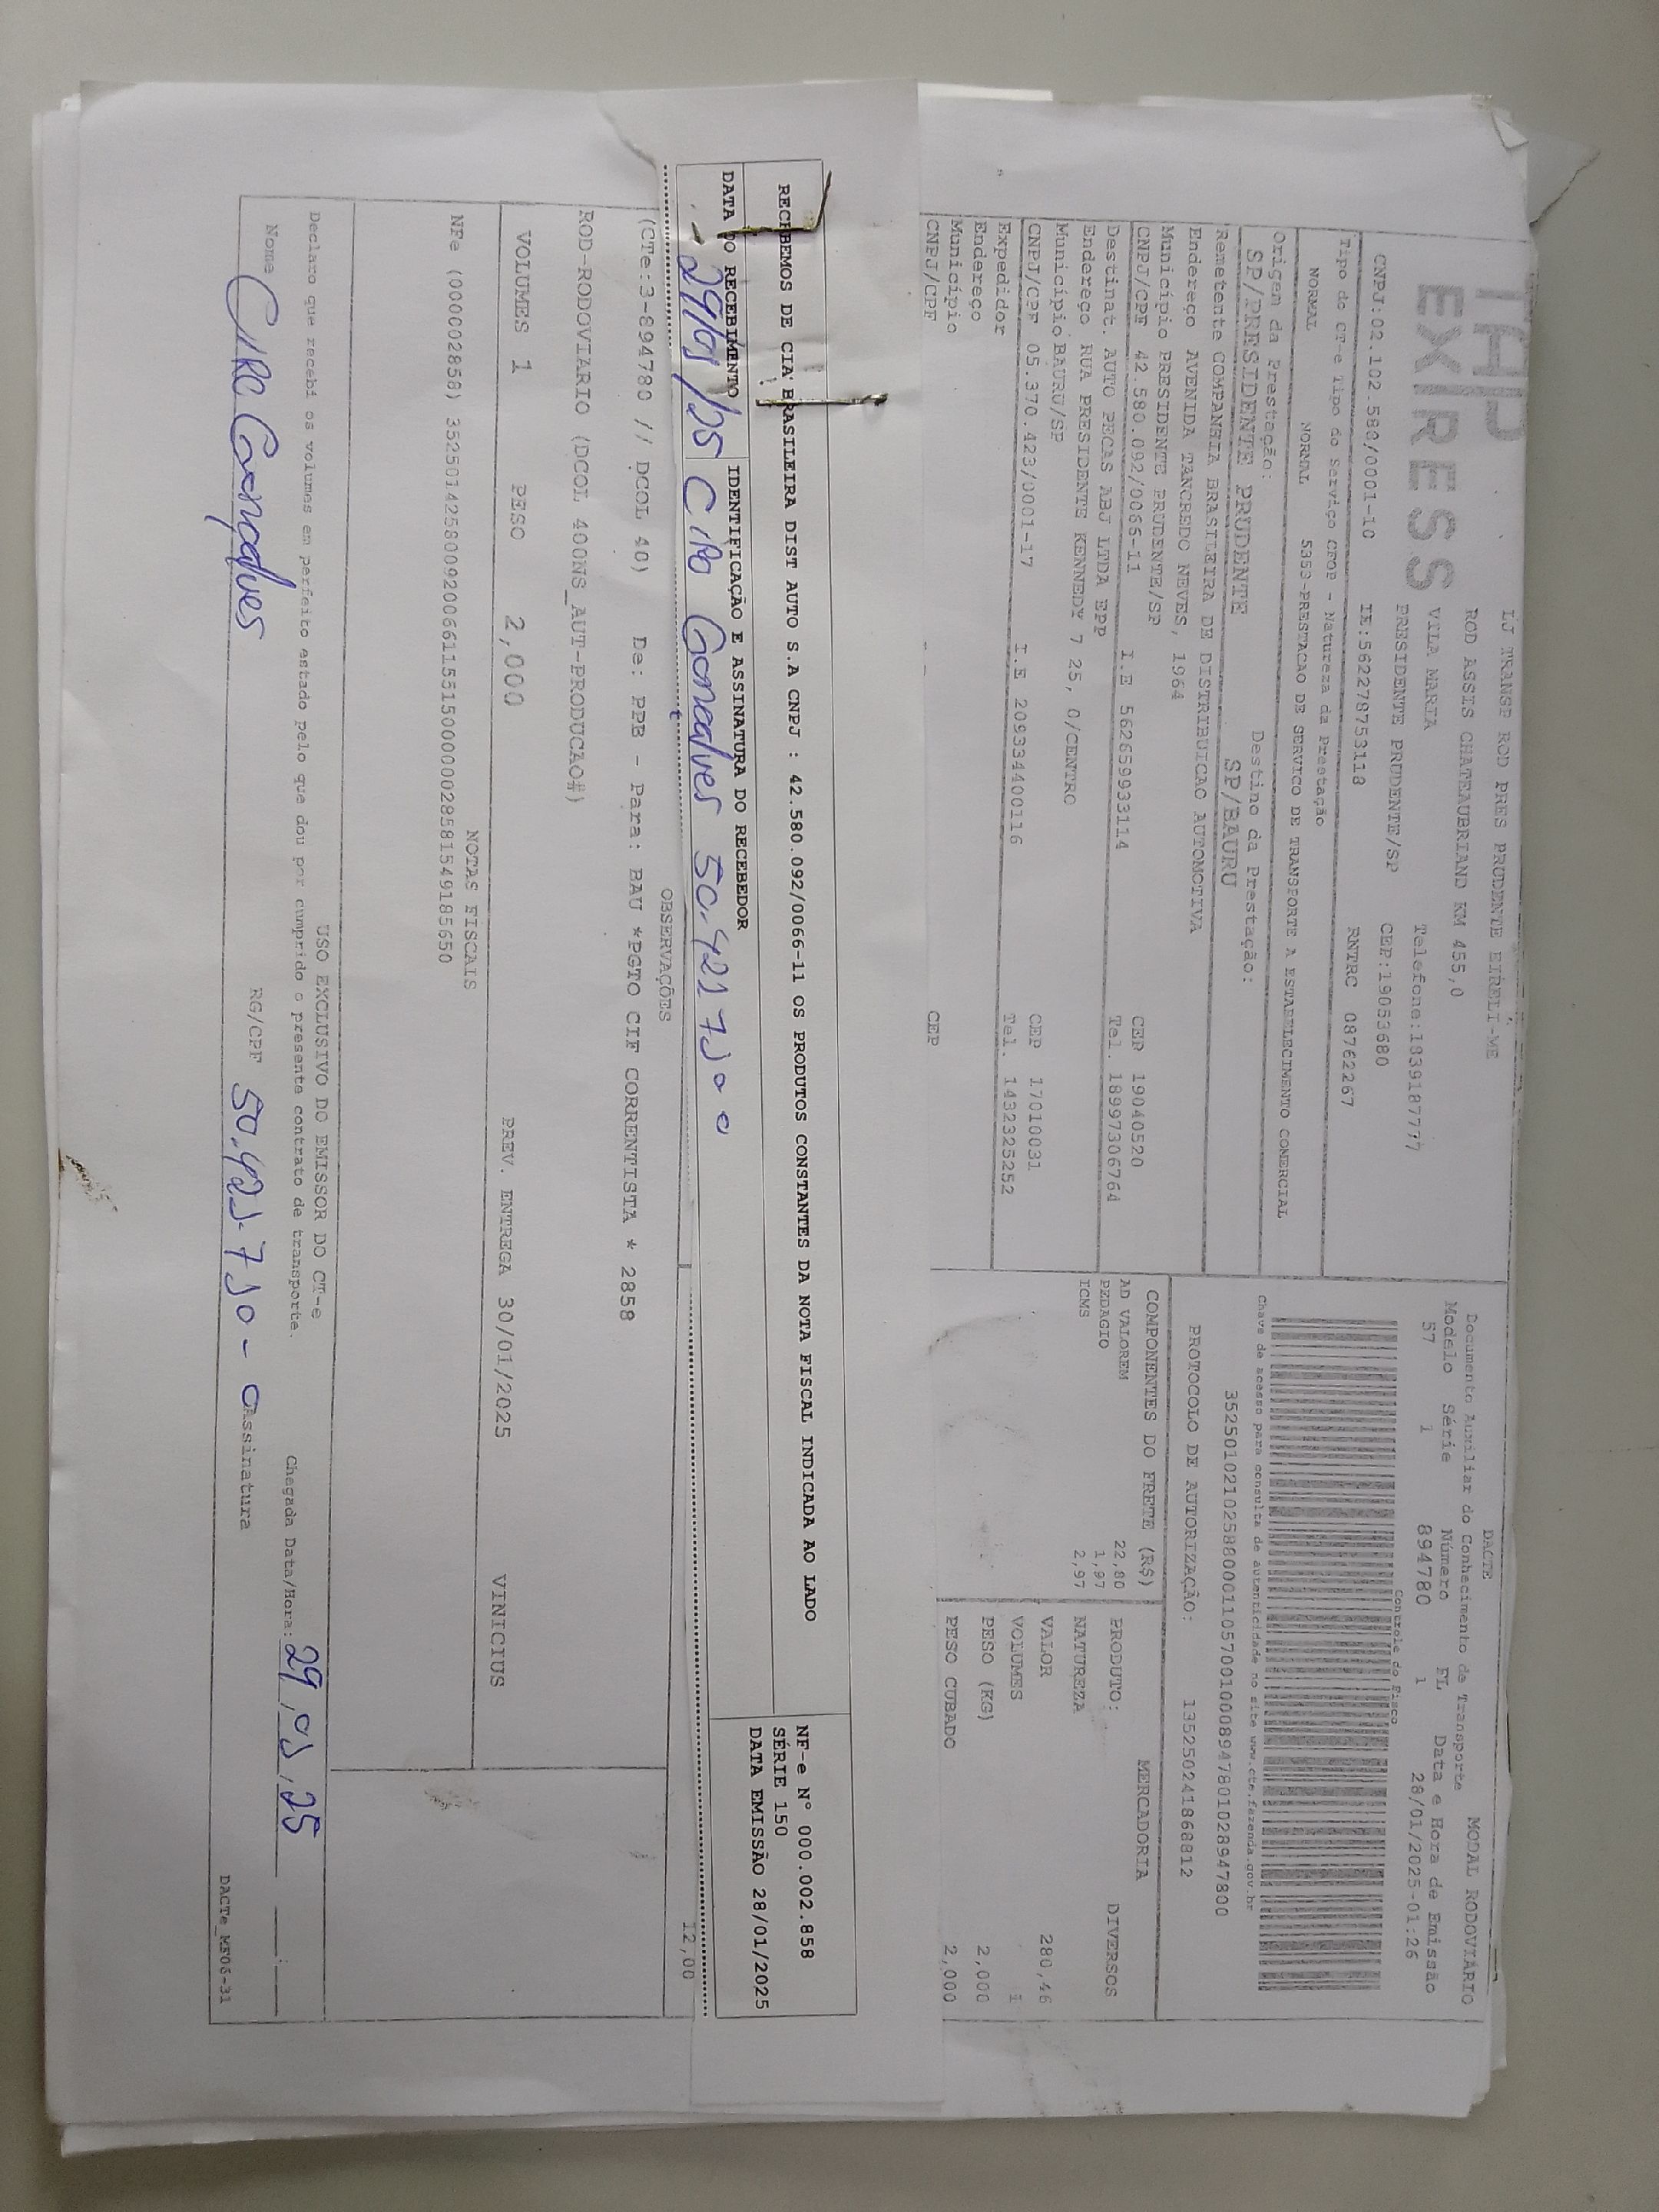 EXPRESS
LJ TRANSP ROD PRES PRUDENTE EIRELI-ME
ROD ASSIS CHATEAUBRIAND KM 455,0
VILA MARIA Telefone:1839187777
PRESIDENTE PRUDENTE/SP CEP:19053680
CNPJ:02.102.580/0001-10 IE:562278753118 RNTRC 08762267
Tipo do CT-e Tipo do Serviço CFOP - Natureza da Prestação
NORMAL NORMAL 5353-PRESTACAO DE SERVICO DE TRANSPORTE A ESTABELECIMENTO COMERCIAL
Origem da Prestação: Destino da Prestação:
SP/PRESIDENTE PRUDENTE SP/BAURU
Remetente COMPANHIA BRASILEIRA DE DISTRIBUICAO AUTOMOTIVA
Endereço AVENIDA TANCREDO NEVES, 1964
Município PRESIDENTE PRUDENTE/SP CEP 19040520
CNPJ/CPF 42.580.092/0066-11 I.E 562659933114 Tel. 18997306764
Destinat. AUTO PECAS ABJ LTDA EPP
Endereço RUA PRESIDENTE KENNEDY 7 25, 0/CENTRO
Município BAURU/SP CEP 17010031
CNPJ/CPF 05.370.423/0001-17 I.E 209334400116 Tel. 1432325252
Expedidor
Endereço
Município CEP
CNPJ/CPF
DACTE MODAL RODOVIÁRIO
Documento Auxiliar do Conhecimento de Transporte
Modelo Série Número FL Data e Hora de Emissão
57 1 894780 1 28/01/2025-01:26
Controle do Fisco
Chave de acesso para consulta de autenticidade no site www.cte.fazenda.gov.br
35250102102580000110570010008947801028947800
PROTOCOLO DE AUTORIZAÇÃO: 135250241868812
COMPONENTES DO FRETE (R$)
AD VALOREM 22,80
PEDAGIO 1,97
ICMS 2,97
MERCADORIA
PRODUTO: DIVERSOS
NATUREZA
VALOR 280,46
VOLUMES 1
PESO (KG) 2,000
PESO CUBADO 2,000
RECEBEMOS DE CIA BRASILEIRA DIST AUTO S.A CNPJ : 42.580.092/0066-11 OS PRODUTOS CONSTANTES DA NOTA FISCAL INDICADA AO LADO
NF-e Nº 000.002.858
SÉRIE 150
DATA EMISSÃO 28/01/2025
DATA DO RECEBIMENTO IDENTIFICAÇÃO E ASSINATURA DO RECEBEDOR
29/01/25 Ciro Goncalves
12,00
OBSERVAÇÕES
(CTe:3-894780 // DCOL 40) De: PPB - Para: BAU *PGTO CIF CORRENTISTA * 2858
ROD-RODOVIARIO (DCOL 400NS_AUT-PRODUCAO#)
VOLUMES 1 PESO 2,000 PREV. ENTREGA 30/01/2025 VINICIUS
NOTAS FISCAIS
NFe (000002858) 35250142580092006611551500000028581549185650
USO EXCLUSIVO DO EMISSOR DO CT-e
Declaro que recebi os volumes em perfeito estado pelo que dou por cumprido o presente contrato de transporte. Chegada Data/Hora: 29,01,25 :
Nome Ciro Goncalves RG/CPF Assinatura
DACTe_MF06-31